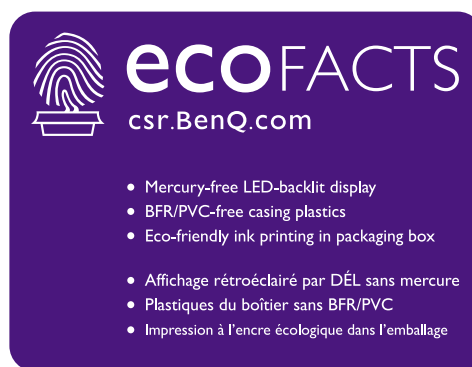 ecoFACTS
csr.BenQ.com
• Mercury-free LED-backlit display
• BFR/PVC-free casing plastics
• Eco-friendly ink printing in packaging box
• Affichage rétroéclairé par DÉL sans mercure
• Plastiques du boîtier sans BFR/PVC
• Impression à l'encre écologique dans l'emballage